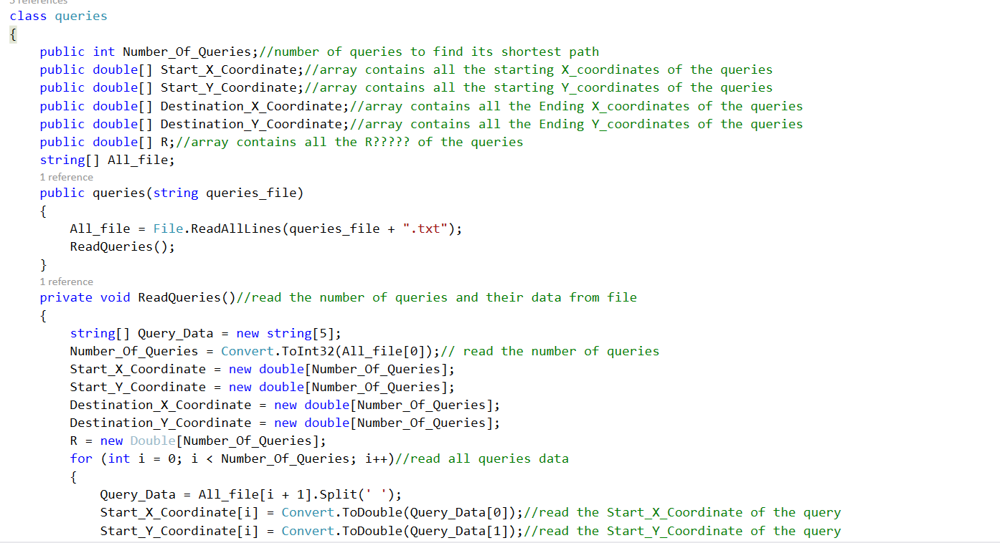 5 references
class queries
{
public int Number_Of_Queries;//number of queries to find its shortest path
public double[] Start_X_Coordinate;//array contains all the starting X_coordinates of the queries
public double[] Start_Y_Coordinate;//array contains all the starting Y_coordinates of the queries
public double[] Destination_X_Coordinate;//array contains all the Ending X_coordinates of the queries
public double[] Destination_Y_Coordinate;//array contains all the Ending Y_coordinates of the queries
public double[] R;//array contains all the R????? of the queries
string[] All_file;
1 reference
public queries(string queries_file)
{
All_file = File.ReadAllLines(queries_file + ".txt");
ReadQueries();
}
1 reference
private void ReadQueries()//read the number of queries and their data from file
{
string[] Query_Data = new string[5];
Number_Of_Queries = Convert.ToInt32(All_file[0]);// read the number of queries
Start_X_Coordinate = new double[Number_Of_Queries];
Start_Y_Coordinate = new double[Number_Of_Queries];
Destination_X_Coordinate = new double[Number_Of_Queries];
Destination_Y_Coordinate = new double[Number_Of_Queries];
R = new Double[Number_Of_Queries];
for (int i = 0; i < Number_Of_Queries; i++)//read all queries data
{
Query_Data = All_file[i + 1].Split(' ');
Start_X_Coordinate[i] = Convert.ToDouble(Query_Data[0]);//read the Start_X_Coordinate of the query
Start_Y_Coordinate[i] = Convert.ToDouble(Query_Data[1]);//read the Start_Y_Coordinate of the query